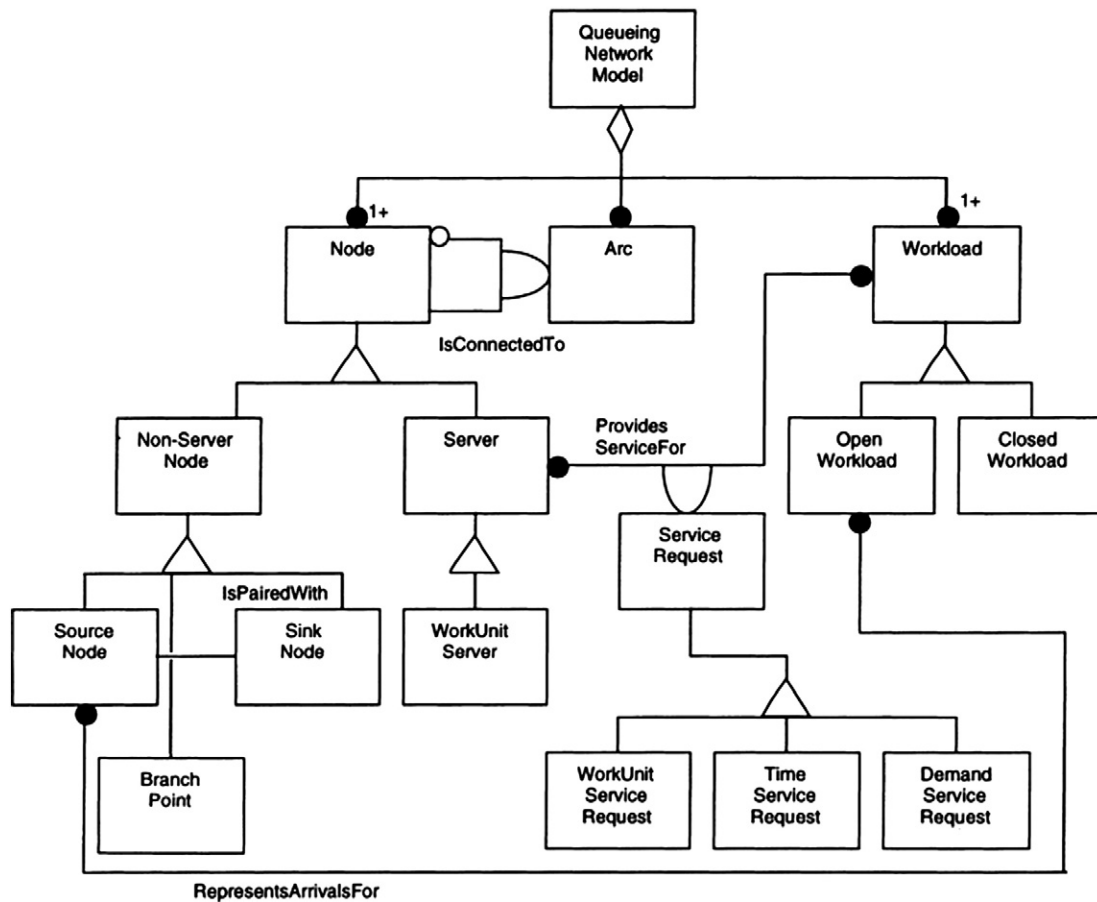 Queueing
Network
Model
1+
1+
Node
Arc
Workload
IsConnectedTo
Non-Server
Node
Server
Provides
ServiceFor
Open
Workload
Closed
Workload
Service
Request
IsPairedWith
Source
Node
Sink
Node
WorkUnit
Server
Branch
Point
WorkUnit
Service
Request
Time
Service
Request
Demand
Service
Request
RepresentsArrivalsFor